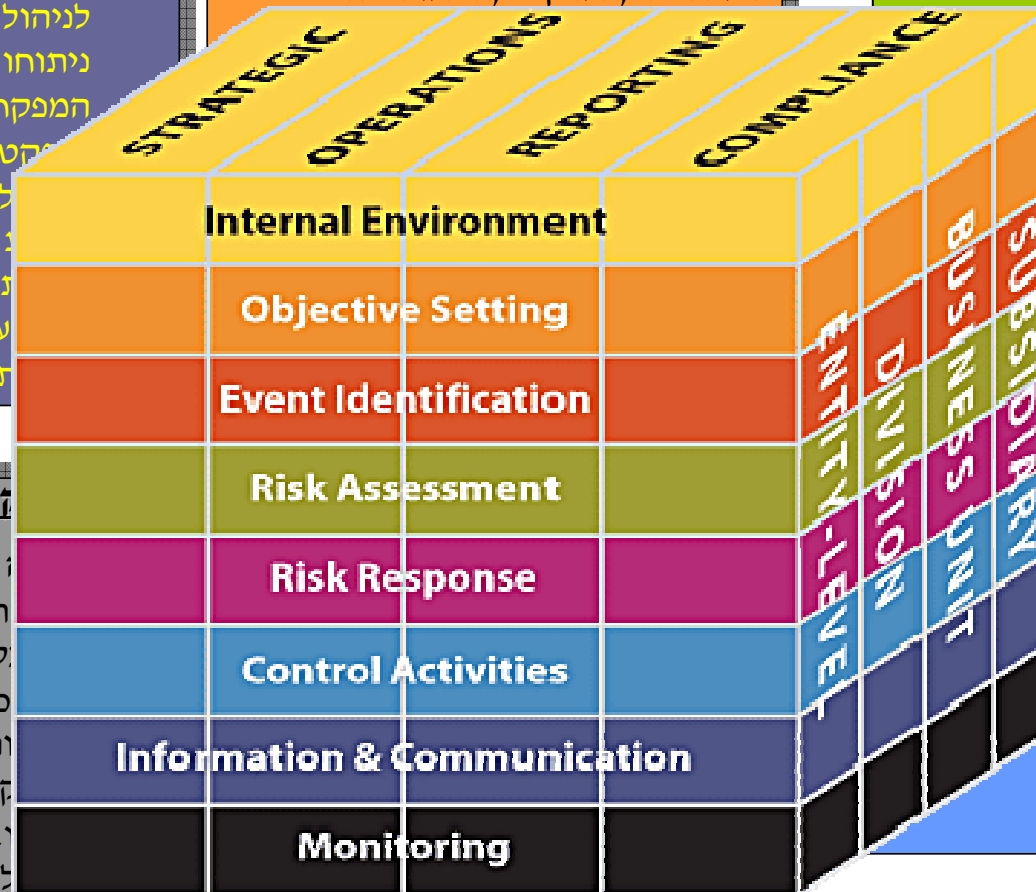 לניהול
ניתוחו
STRATEGIC
OPERATIONS
REPORTING
COMPLIANCE
Internal Environment
Objective Setting
Event Identification
Risk Assessment
Risk Response
Control Activities
Information & Communication
Monitoring
ENTITY-LEVEL
DIVISION
BUSINESS UNIT
SUBSIDIARY